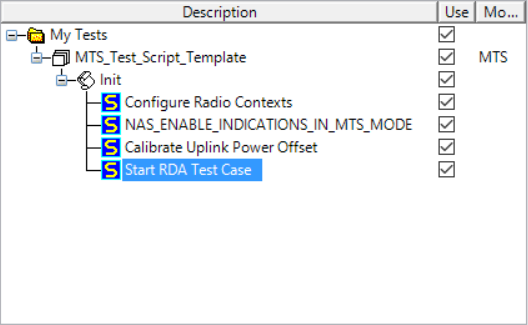 Description Use Mo...
My Tests
MTS_Test_Script_Template MTS
Init
S Configure Radio Contexts
S NAS_ENABLE_INDICATIONS_IN_MTS_MODE
S Calibrate Uplink Power Offset
S Start RDA Test Case